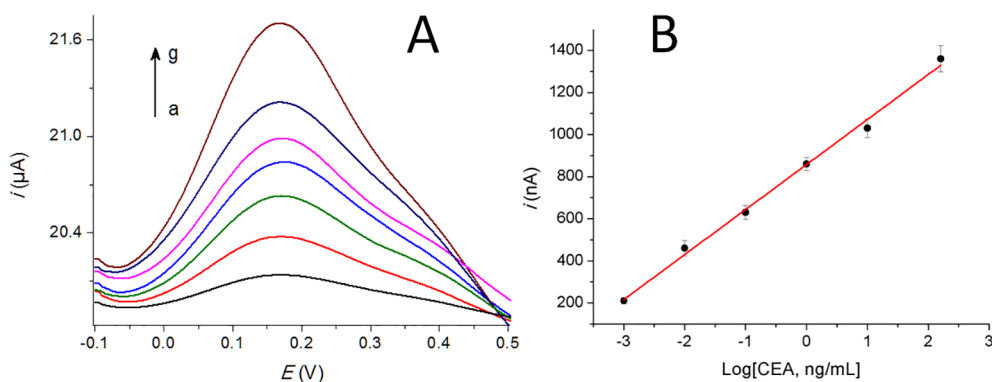 A
g
a
21.6
21.0
20.4
i (µA)
-0.1 0.0 0.1 0.2 0.3 0.4 0.5
E (V)
B
1400
1200
1000
800
600
400
200
i (nA)
-3 -2 -1 0 1 2 3
Log[CEA, ng/mL]